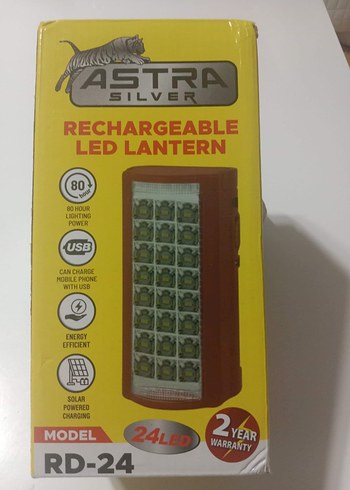 ASTRA
SILVER
RECHARGEABLE
LED LANTERN
80
hour
80 HOUR
LIGHTING
POWER
USB
CAN CHARGE
MOBILE PHONE
WITH USB
ENERGY
EFFICIENT
SOLAR
POWERED
CHARGING
MODEL
RD-24
24LED
2 YEAR
WARRANTY